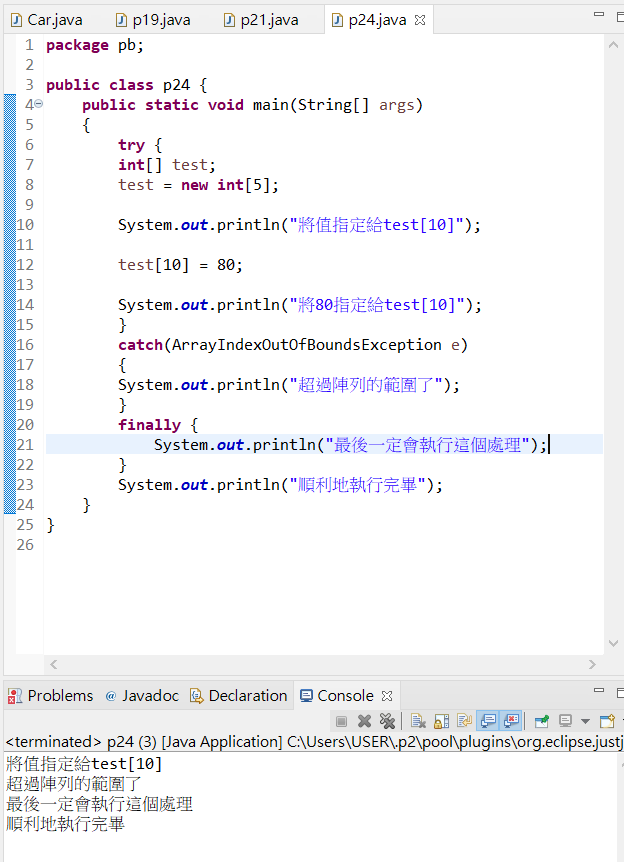 Car.java p19.java p21.java p24.java
1 package pb;
2
3 public class p24 {
4 public static void main(String[] args)
5 {
6 try {
7 int[] test;
8 test = new int[5];
9
10 System.out.println("將值指定給test[10]");
11
12 test[10] = 80;
13
14 System.out.println("將80指定給test[10]");
15 }
16 catch(ArrayIndexOutOfBoundsException e)
17 {
18 System.out.println("超過陣列的範圍了");
19 }
20 finally {
21 System.out.println("最後一定會執行這個處理");
22 }
23 System.out.println("順利地執行完畢");
24 }
25 }
26
Problems @ Javadoc Declaration Console
<terminated> p24 (3) [Java Application] C:\Users\USER\.p2\pool\plugins\org.eclipse.justj
將值指定給test[10]
超過陣列的範圍了
最後一定會執行這個處理
順利地執行完畢